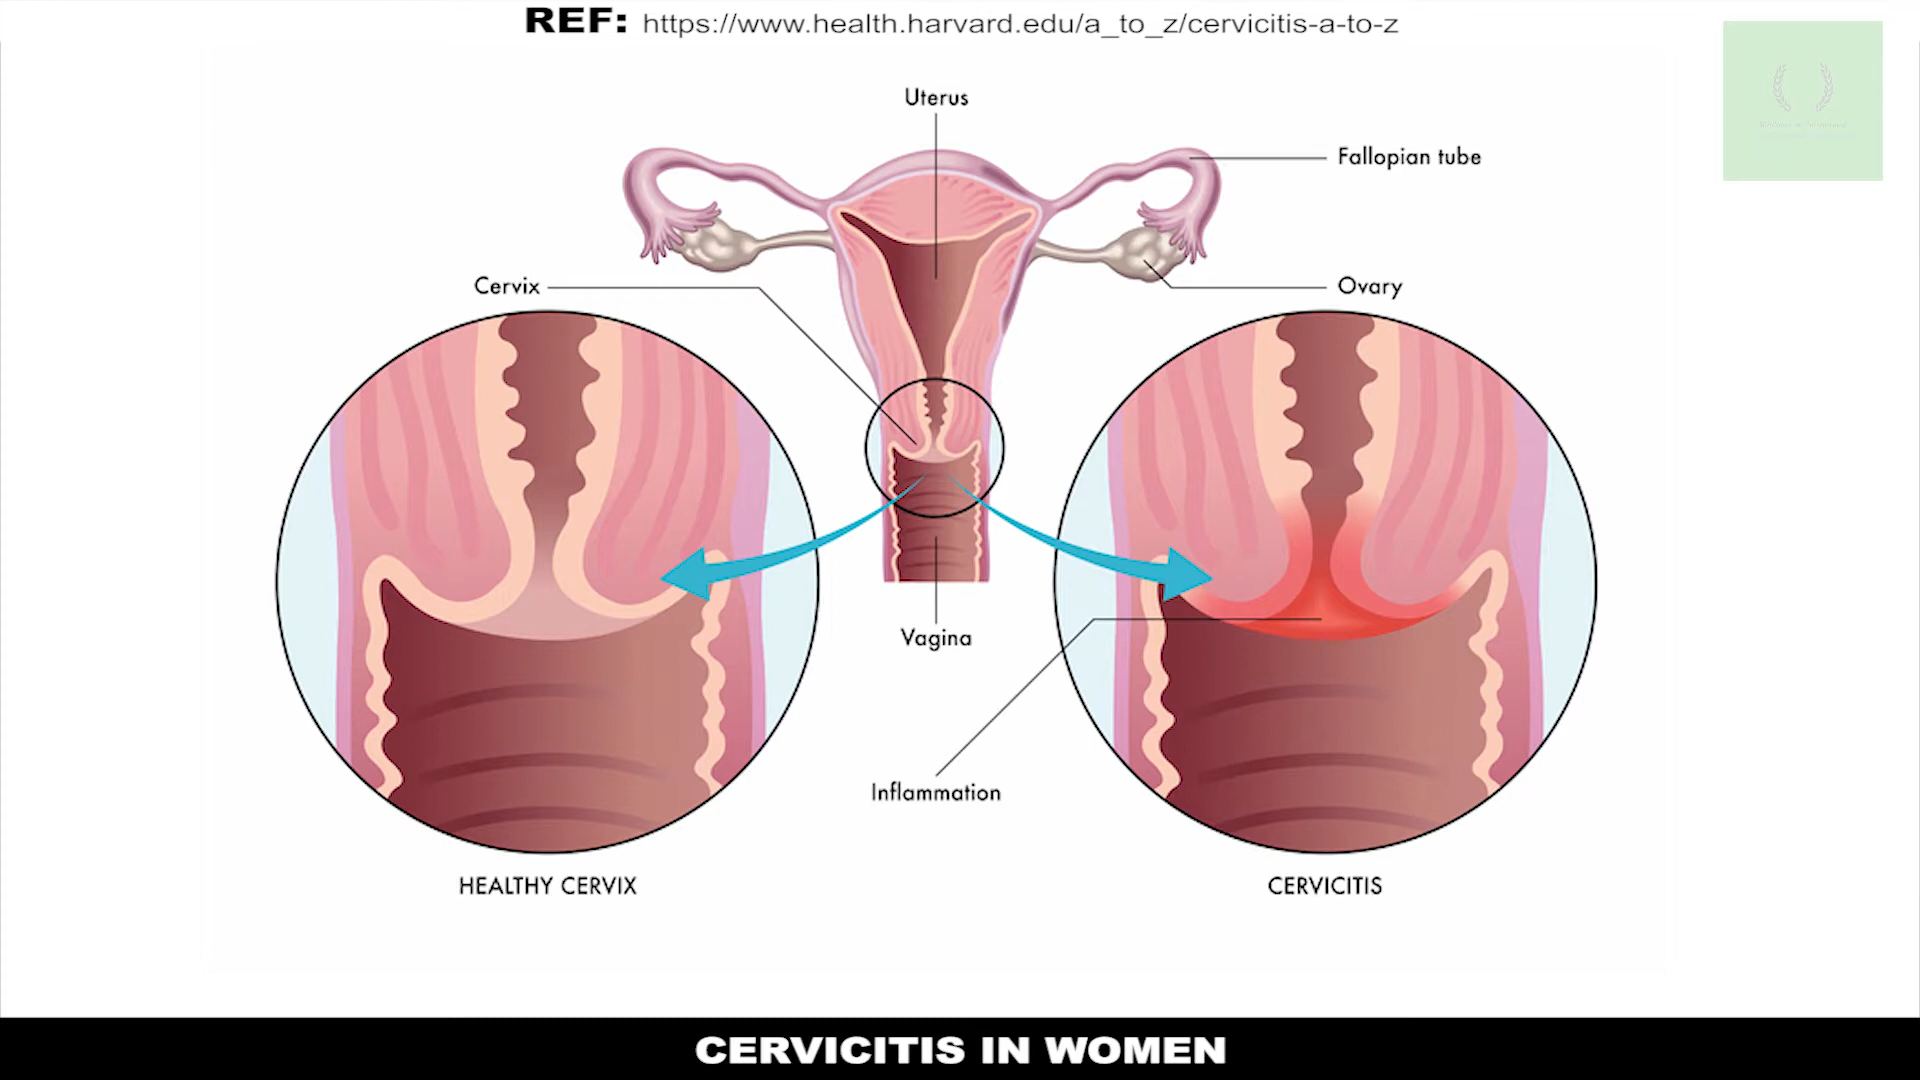 REF: https://www.health.harvard.edu/a_to_z/cervicitis-a-to-z
Uterus
Fallopian tube
Cervix
Ovary
Vagina
Inflammation
HEALTHY CERVIX
CERVICITIS
CERVICITIS IN WOMEN